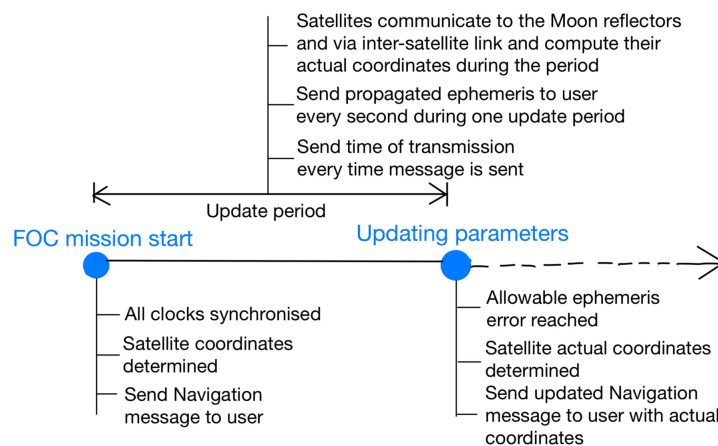 Satellites communicate to the Moon reflectors
and via inter-satellite link and compute their
actual coordinates during the period
Send propagated ephemeris to user
every second during one update period
Send time of transmission
every time message is sent
Update period
FOC mission start
Updating parameters
All clocks synchronised
Satellite coordinates
determined
Send Navigation
message to user
Allowable ephemeris
error reached
Satellite actual coordinates
determined
Send updated Navigation
message to user with actual
coordinates